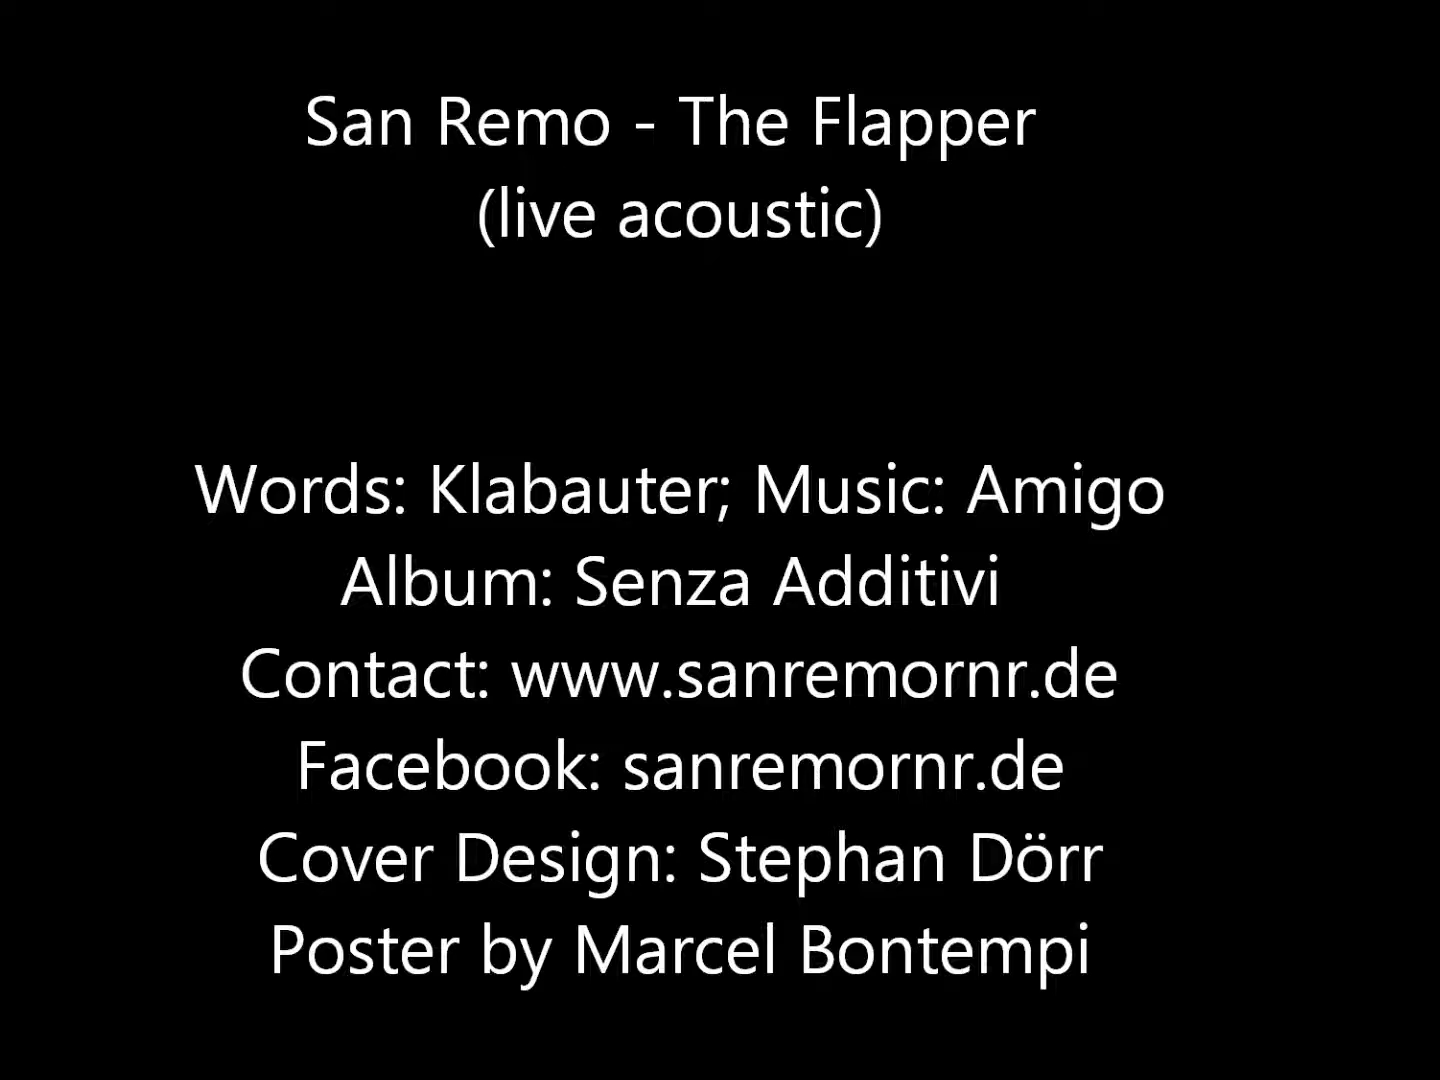 San Remo - The Flapper
(live acoustic)
Words: Klabauter; Music: Amigo
Album: Senza Additivi
Contact: www.sanremornr.de
Facebook: sanremornr.de
Cover Design: Stephan Dörr
Poster by Marcel Bontempi